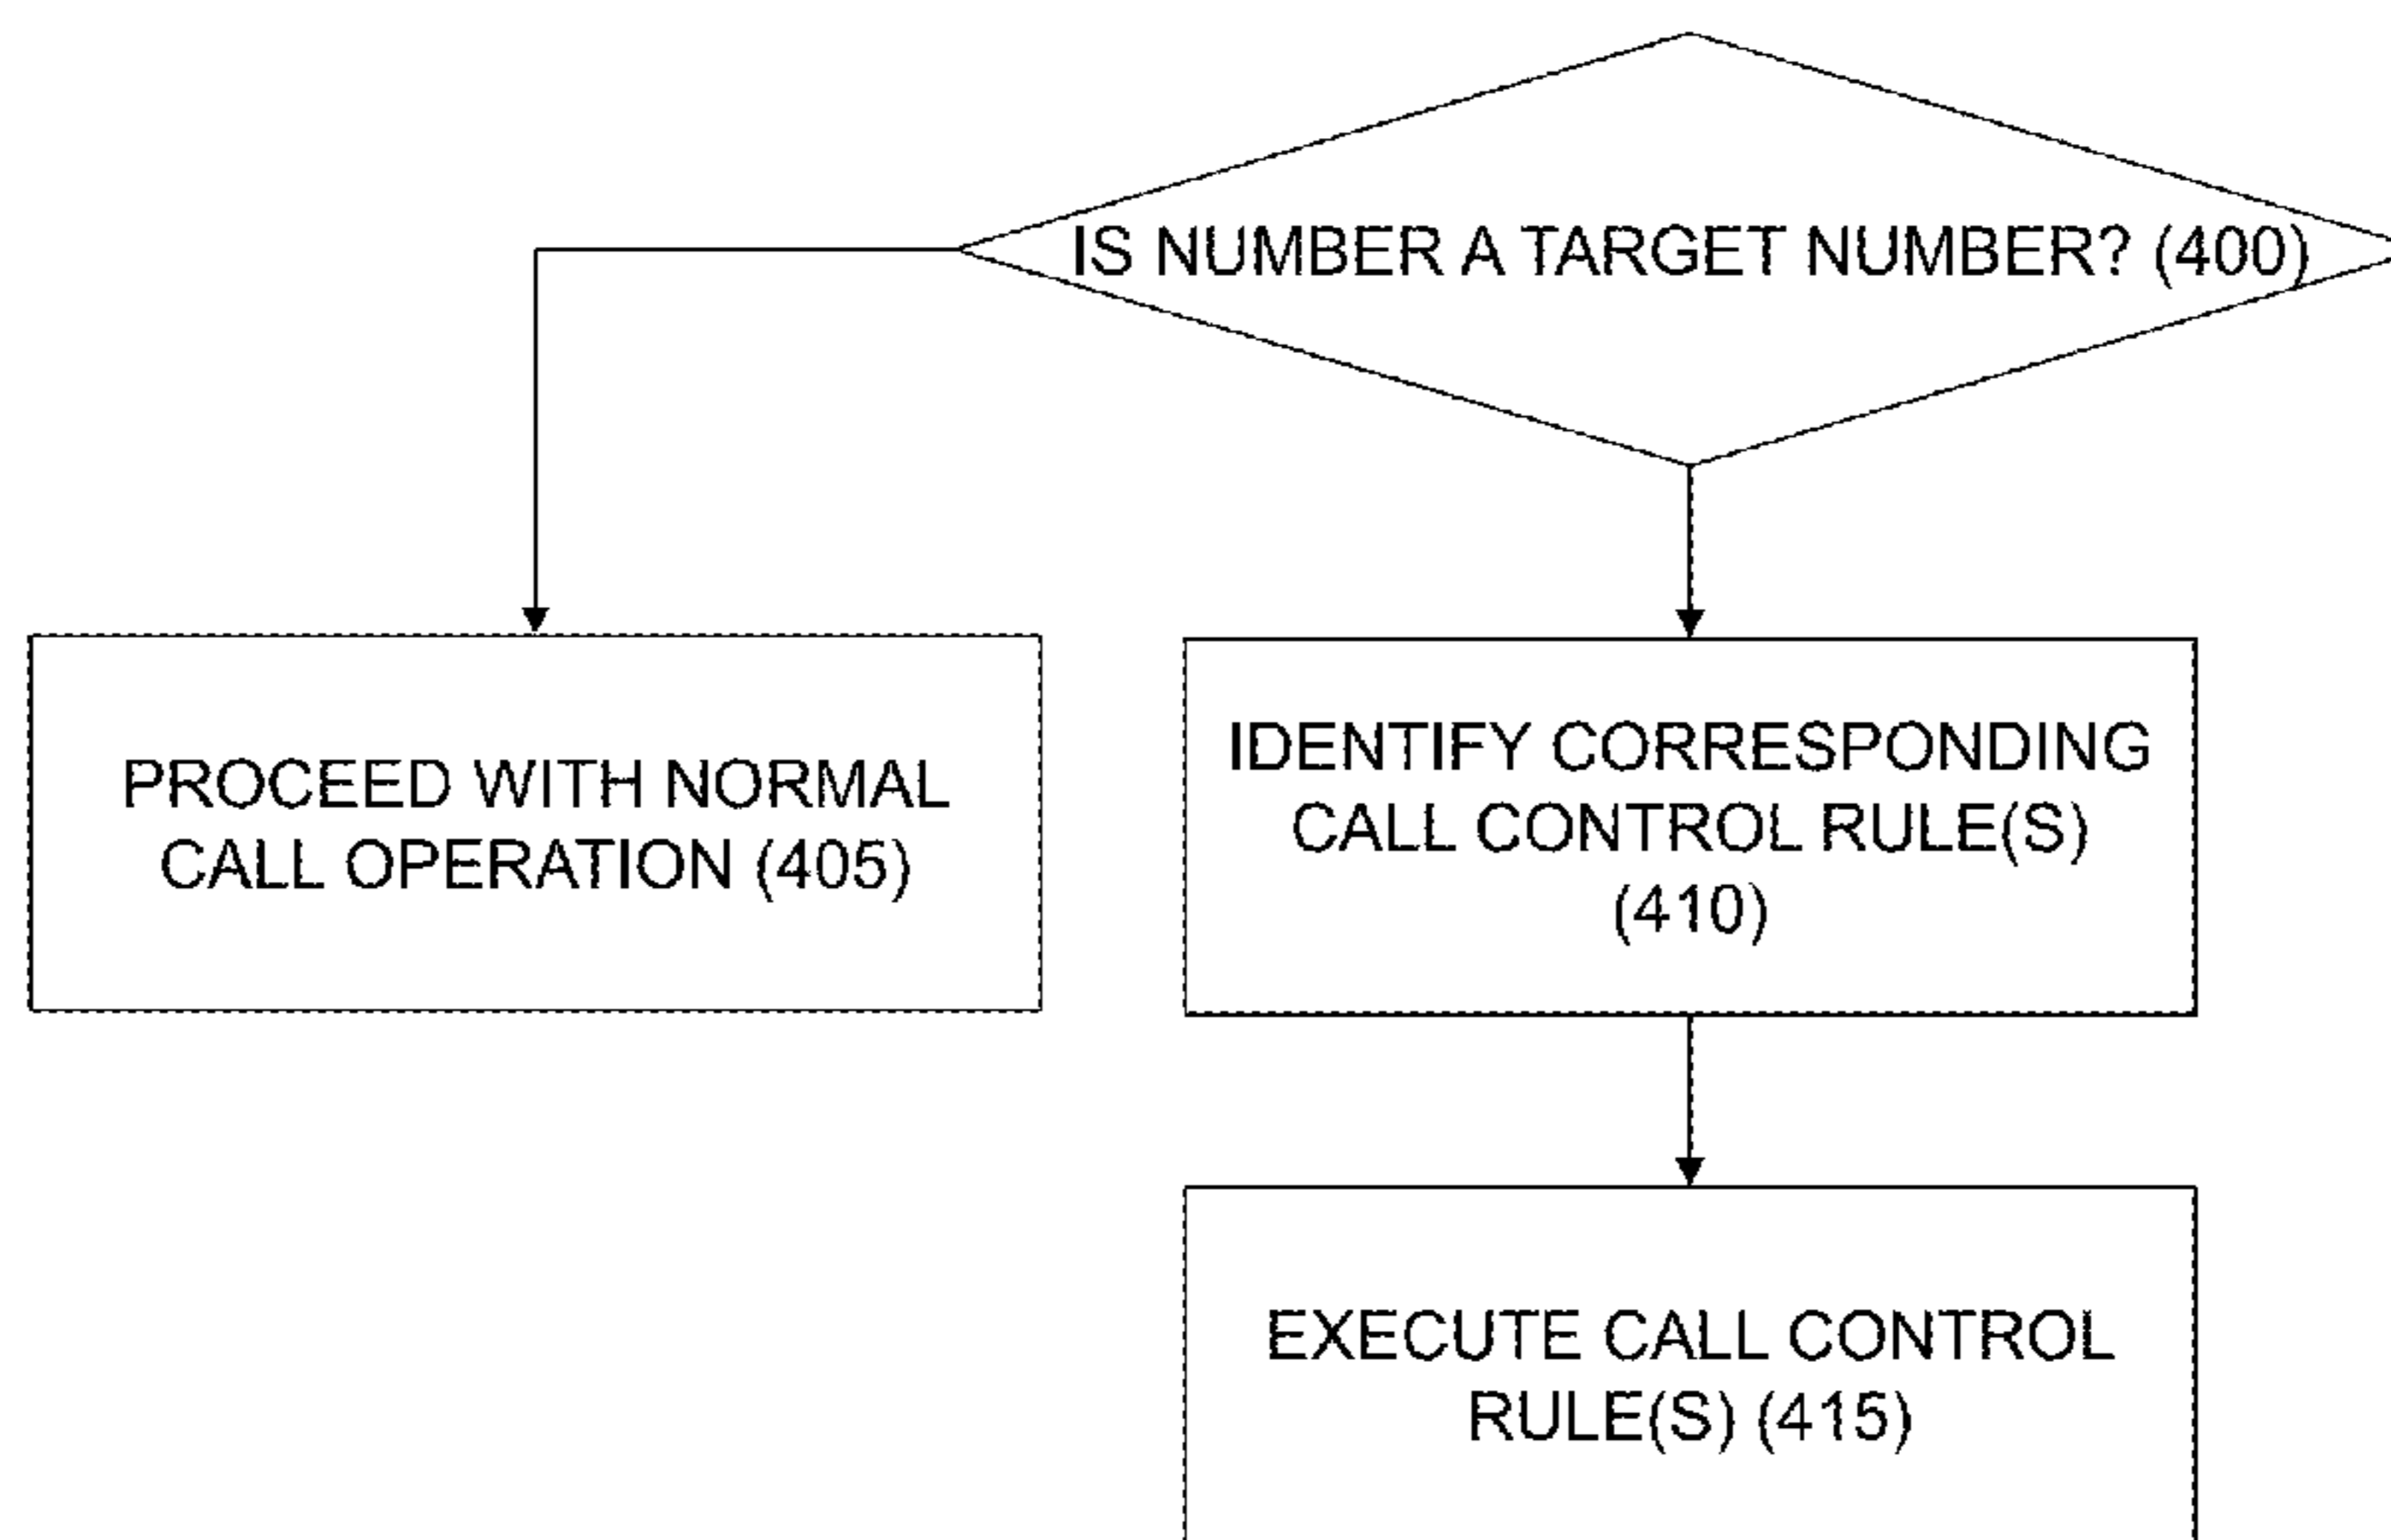 IS NUMBER A TARGET NUMBER? (400)
PROCEED WITH NORMAL
CALL OPERATION (405)
IDENTIFY CORRESPONDING
CALL CONTROL RULE(S)
(410)
EXECUTE CALL CONTROL
RULE(S) (415)